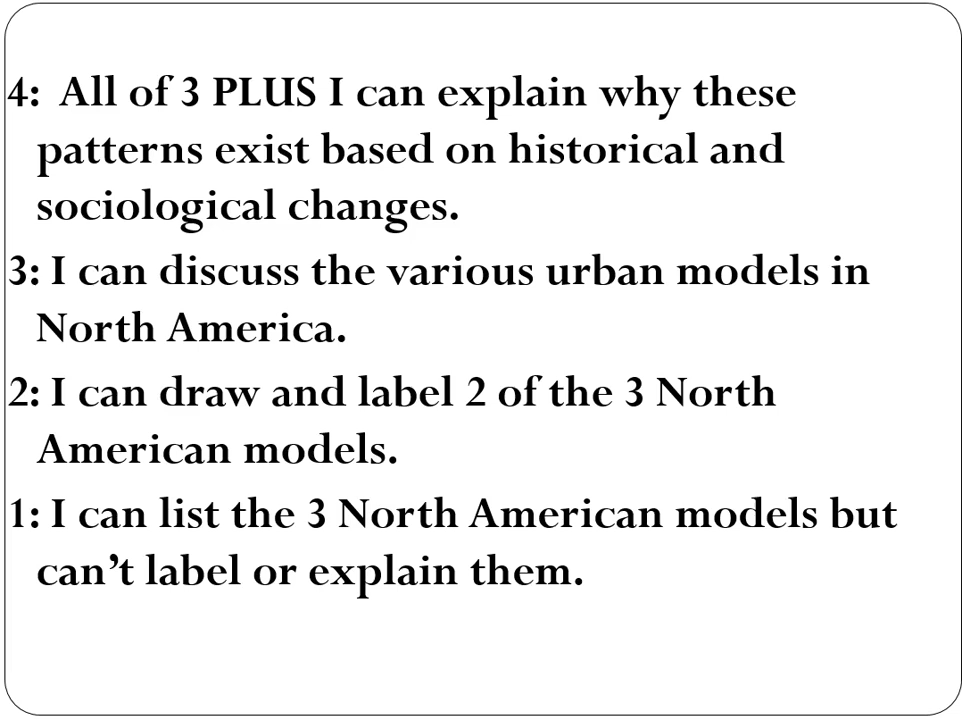 4:  All of 3 PLUS I can explain why these
patterns exist based on historical and
sociological changes.
3: I can discuss the various urban models in
North America.
2: I can draw and label 2 of the 3 North
American models.
1: I can list the 3 North American models but
can’t label or explain them.